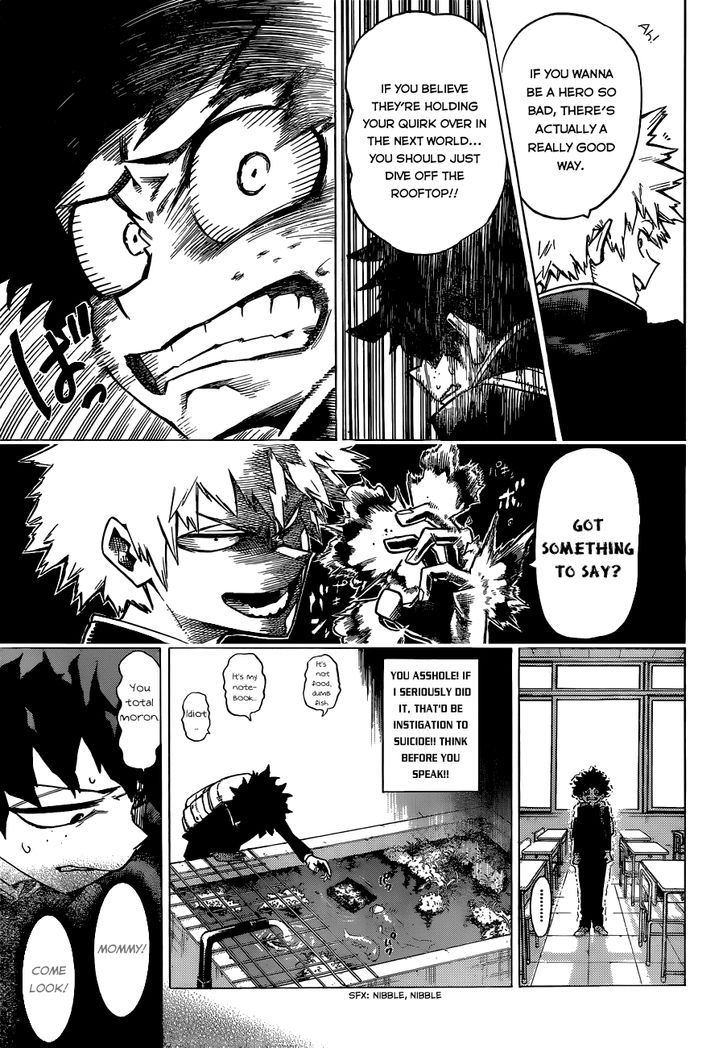 あ、
IF YOU WANNA
BE A HERO SO
BAD, THERE'S
ACTUALLY A
REALLY GOOD
WAY.
IF YOU BELIEVE
THEY'RE HOLDING
YOUR QUIRK OVER IN
THE NEXT WORLD...
YOU SHOULD JUST
DIVE OFF THE
ROOFTOP!!
ばっ
GOT
SOMETHING
TO SAY?
ボ
YOU ASSHOLE! IF
I SERIOUSLY DID
IT, THAT'D BE
INSTIGATION TO
SUICIDE!! THINK
BEFORE YOU
SPEAK!!
It's
not
food,
dumb
fish.
It's my
note-
book..
Idiot
..
SFX: NIBBLE, NIBBLE
You
total
moron.
MOMMY!
COME
LOOK!